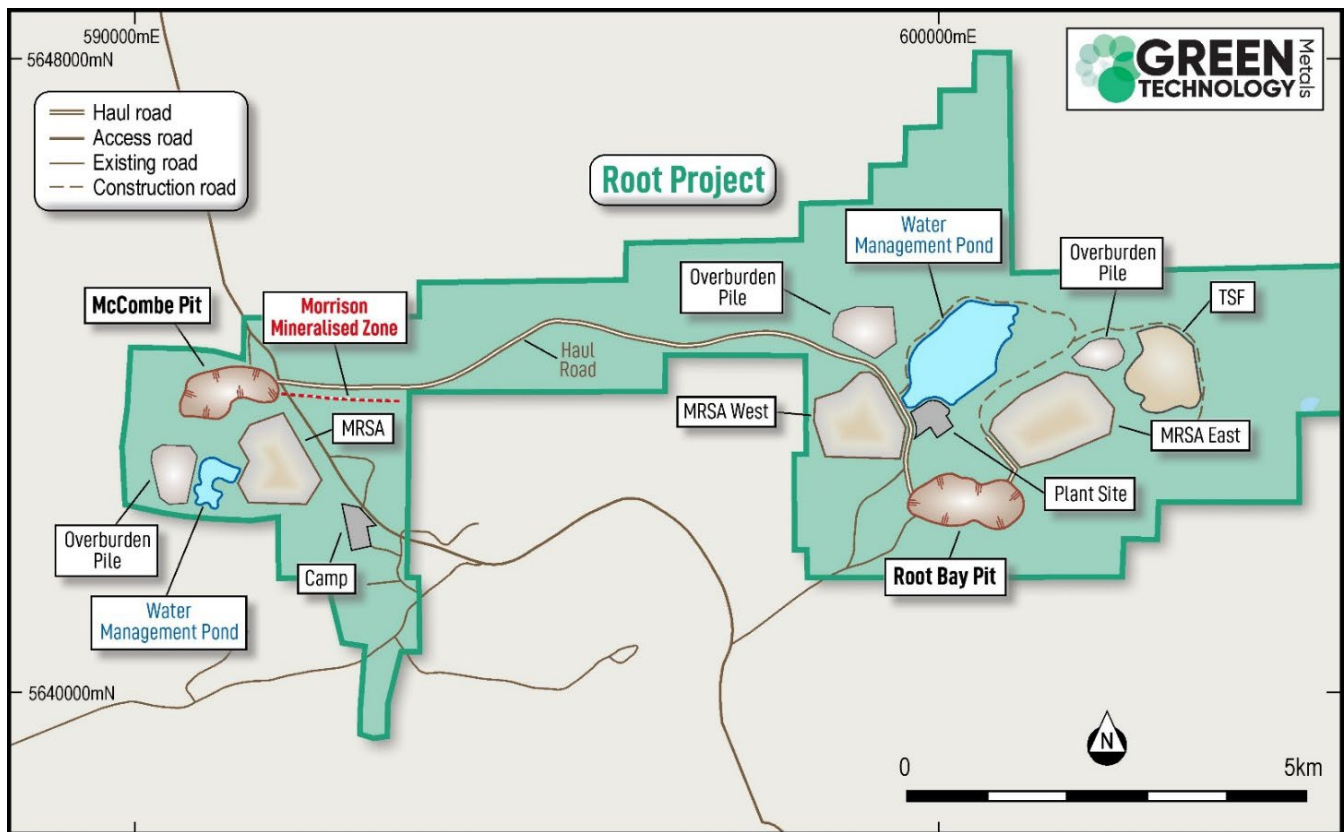 590000mE
600000mE
5648000mN
GREEN
TECHNOLOGY
Metals
Haul road
Access road
Existing road
Construction road
Root Project
Water
Management Pond
Overburden
Pile
Overburden
Pile
TSF
McCombe Pit
Morrison
Mineralised Zone
Haul
Road
MRSA
MRSA West
MRSA East
Plant Site
Overburden
Pile
Camp
Root Bay Pit
Water
Management Pond
5640000mN
N
0
5km